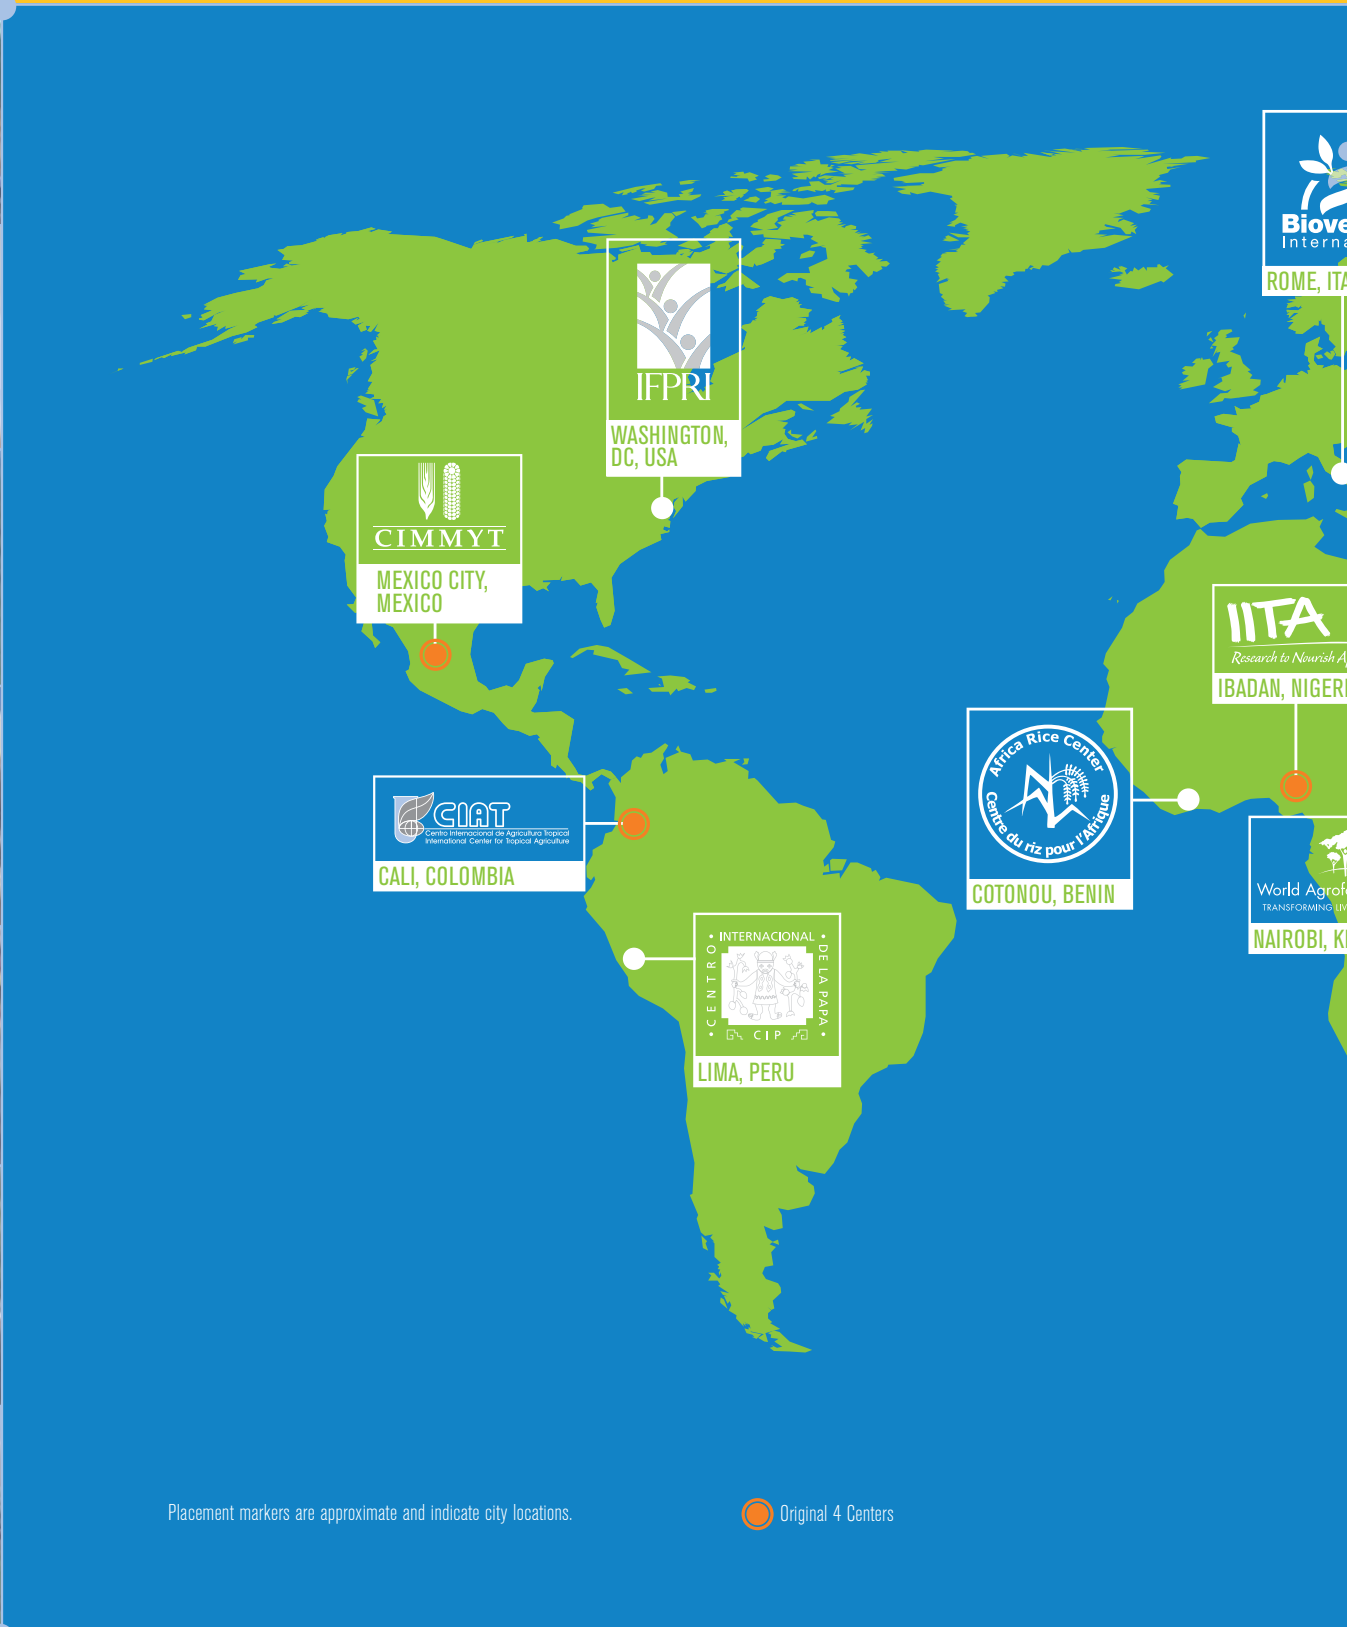 Biove
Interna
ROME, ITA
IFPRI
WASHINGTON,
DC, USA
CIMMYT
MEXICO CITY,
MEXICO
IITA
Research to Nourish A
IBADAN, NIGERI
Africa Rice Center
Centre du riz pour l'Afrique
COTONOU, BENIN
CIAT
Centro Internacional de Agricultura Tropical
International Center for Tropical Agriculture
CALI, COLOMBIA
World Agrofo
TRANSFORMING LIV
NAIROBI, KE
• CENTRO • INTERNACIONAL • DE LA PAPA •
CIP
LIMA, PERU
Placement markers are approximate and indicate city locations.
Original 4 Centers